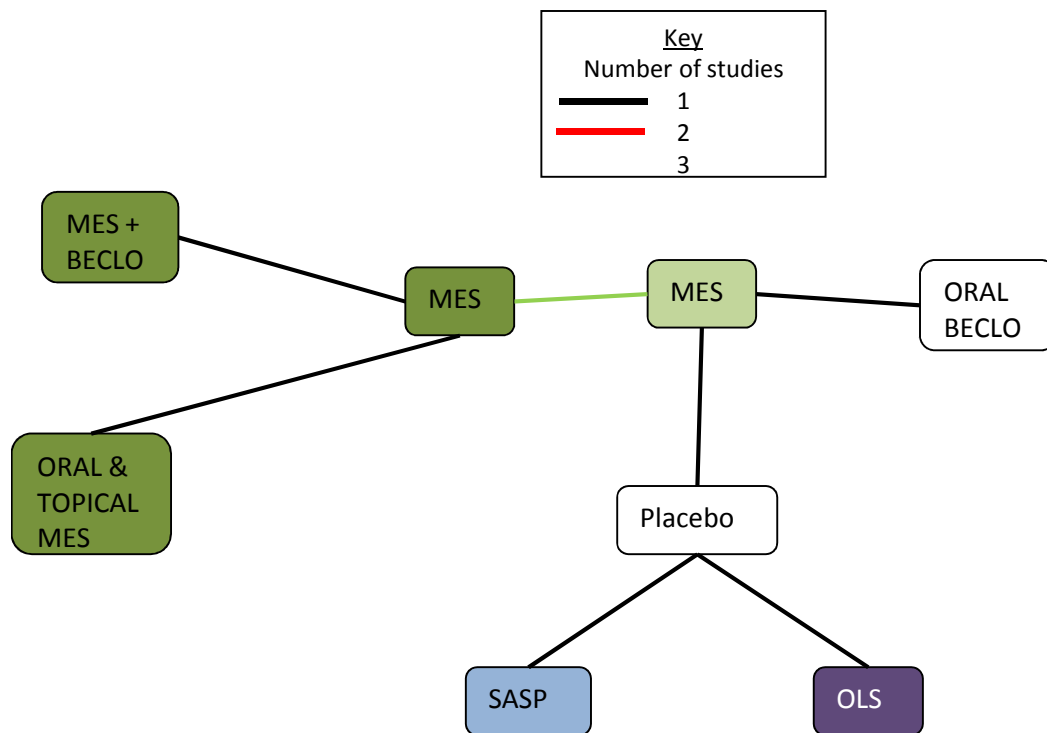 Key
Number of studies
1
2
3
MES +
BECLO
MES
MES
ORAL
BECLO
ORAL &
TOPICAL
MES
Placebo
SASP
OLS